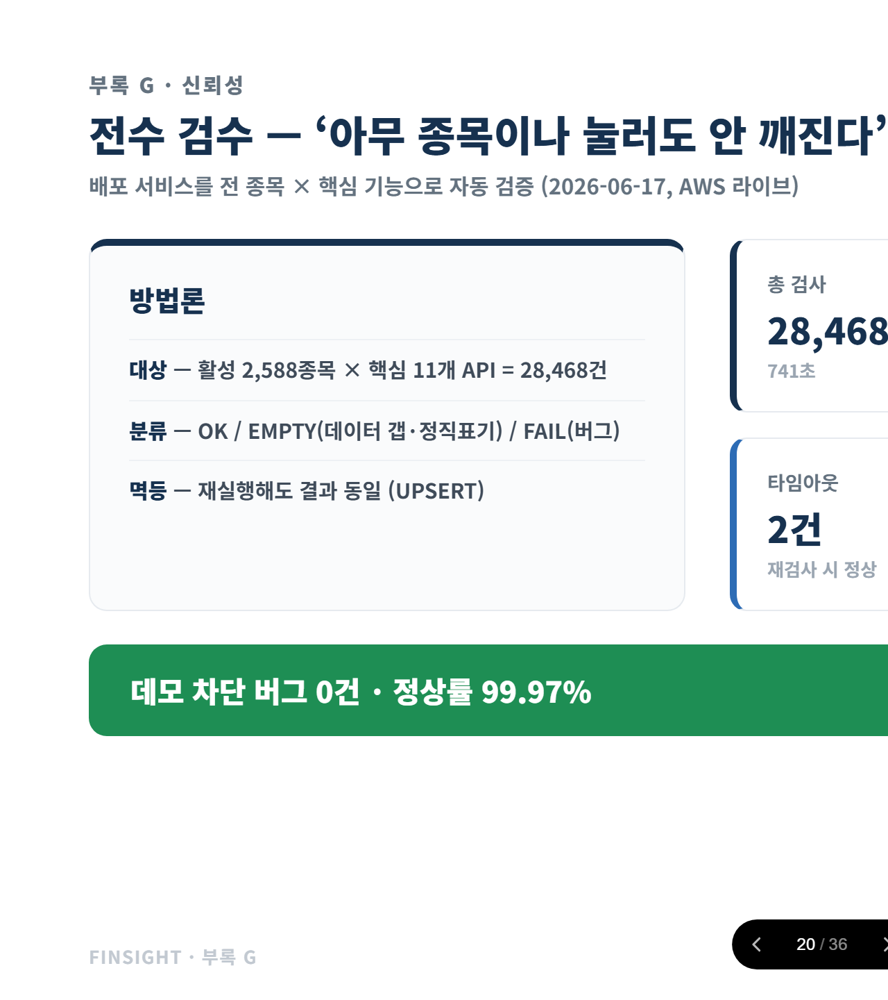 부록 G · 신뢰성
전수 검수 — ‘아무 종목이나 눌러도 안 깨진다’
배포 서비스를 전 종목 × 핵심 기능으로 자동 검증 (2026-06-17, AWS 라이브)
방법론
대상 — 활성 2,588종목 × 핵심 11개 API = 28,468건
분류 — OK / EMPTY(데이터 갭·정직표기) / FAIL(버그)
멱등 — 재실행해도 결과 동일 (UPSERT)
총 검사
28,468
741초
타임아웃
2건
재검사 시 정상
데모 차단 버그 0건 · 정상률 99.97%
FINSIGHT · 부록 G
20 / 36